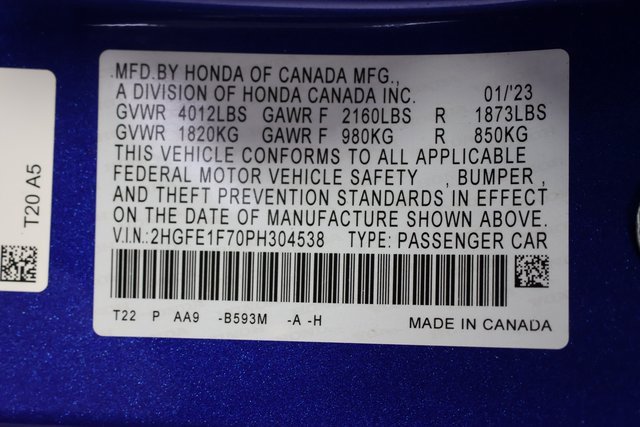 MFD.BY HONDA OF CANADA MFG.,
A DIVISION OF HONDA CANADA INC. 01/'23
GVWR 4012LBS GAWR F 2160LBS R 1873LBS
GVWR 1820KG GAWR F 980KG R 850KG
THIS VEHICLE CONFORMS TO ALL APPLICABLE
FEDERAL MOTOR VEHICLE SAFETY , BUMPER ,
AND THEFT PREVENTION STANDARDS IN EFFECT
ON THE DATE OF MANUFACTURE SHOWN ABOVE.
V.I.N.:2HGFE1F70PH304538 TYPE: PASSENGER CAR
T22 P AA9 -B593M -A -H
MADE IN CANADA
T20 A5